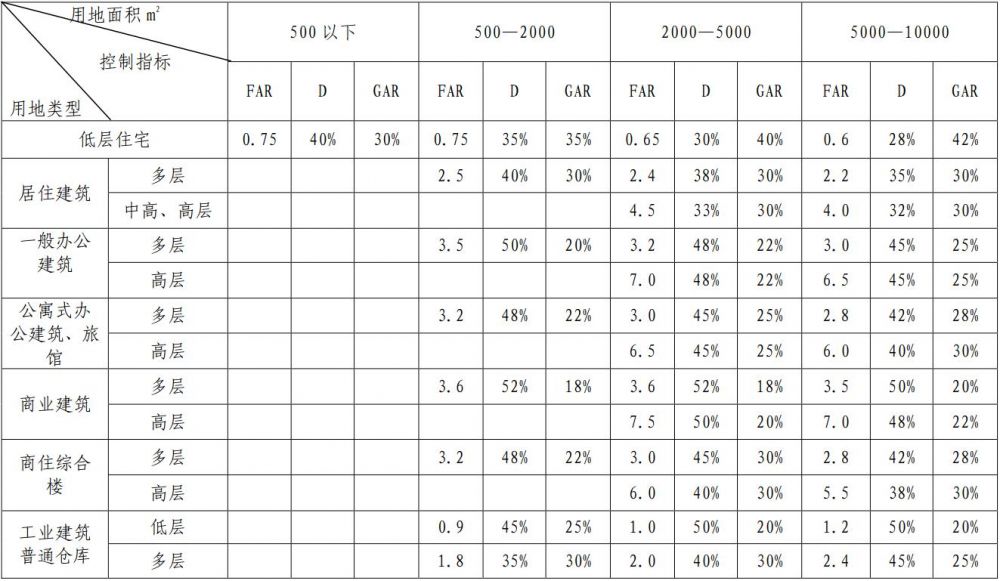 用地面积㎡
控制指标
用地类型
500以下 500—2000 2000—5000 5000—10000
FAR D GAR FAR D GAR FAR D GAR FAR D GAR
低层住宅 0.75 40% 30% 0.75 35% 35% 0.65 30% 40% 0.6 28% 42%
居住建筑 多层 2.5 40% 30% 2.4 38% 30% 2.2 35% 30%
中高、高层 4.5 33% 30% 4.0 32% 30%
一般办公
建筑
多层 3.5 50% 20% 3.2 48% 22% 3.0 45% 25%
高层 7.0 48% 22% 6.5 45% 25%
公寓式办
公建筑、旅
馆
多层 3.2 48% 22% 3.0 45% 25% 2.8 42% 28%
高层 6.5 45% 25% 6.0 40% 30%
商业建筑 多层 3.6 52% 18% 3.6 52% 18% 3.5 50% 20%
高层 7.5 50% 20% 7.0 48% 22%
商住综合
楼
多层 3.2 48% 22% 3.0 45% 30% 2.8 42% 28%
高层 6.0 40% 30% 5.5 38% 30%
工业建筑
普通仓库
低层 0.9 45% 25% 1.0 50% 20% 1.2 50% 20%
多层 1.8 35% 30% 2.0 40% 30% 2.4 45% 25%